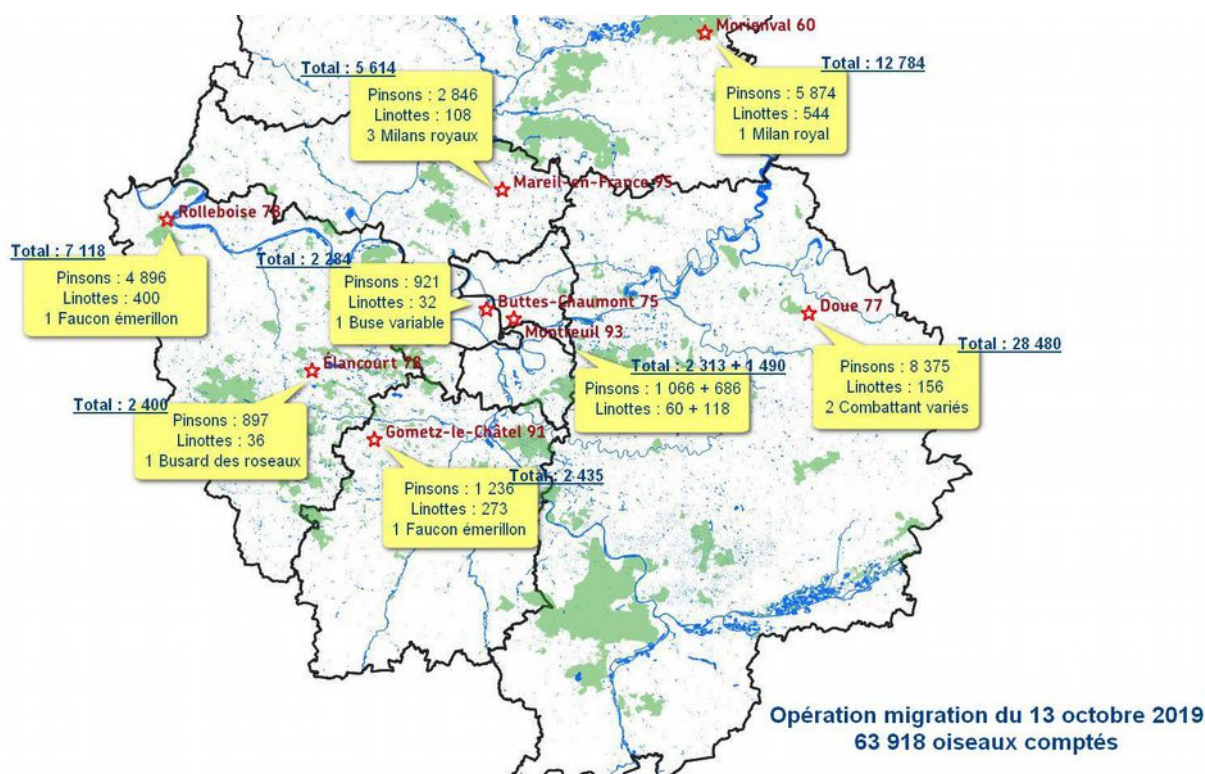 Morienval 60
Total : 12 784
Pinsons : 5 874
Linottes : 544
1 Milan royal
Total : 5 614
Pinsons : 2 846
Linottes : 108
3 Milans royaux
Mareil-en-France 95
Rolleboise 78
Total : 7 118
Pinsons : 4 896
Linottes : 400
1 Faucon émerillon
Total : 2 284
Pinsons : 921
Linottes : 32
1 Buse variable
Buttes-Chaumont 75
Montreuil 93
Total : 2 313 + 1 490
Pinsons : 1 066 + 686
Linottes : 60 + 118
Doue 77
Total : 28 480
Pinsons : 8 375
Linottes : 156
2 Combattant variés
Élancourt 78
Total : 2 400
Pinsons : 897
Linottes : 36
1 Busard des roseaux
Gometz-le-Châtel 91
Total : 2 435
Pinsons : 1 236
Linottes : 273
1 Faucon émerillon
Opération migration du 13 octobre 2019
63 918 oiseaux comptés